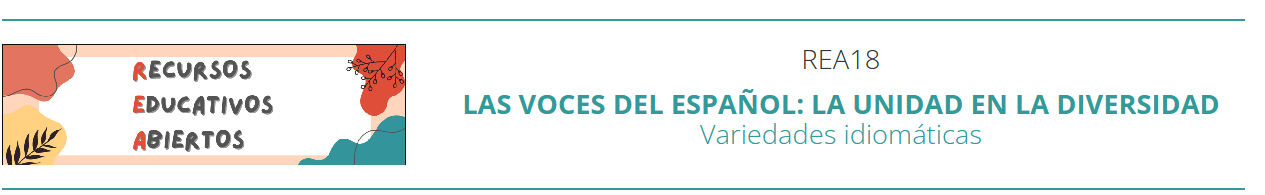 RECURSOS
EDUCATIVOS
ABIERTOS
REA18
LAS VOCES DEL ESPAÑOL: LA UNIDAD EN LA DIVERSIDAD
Variedades idiomáticas